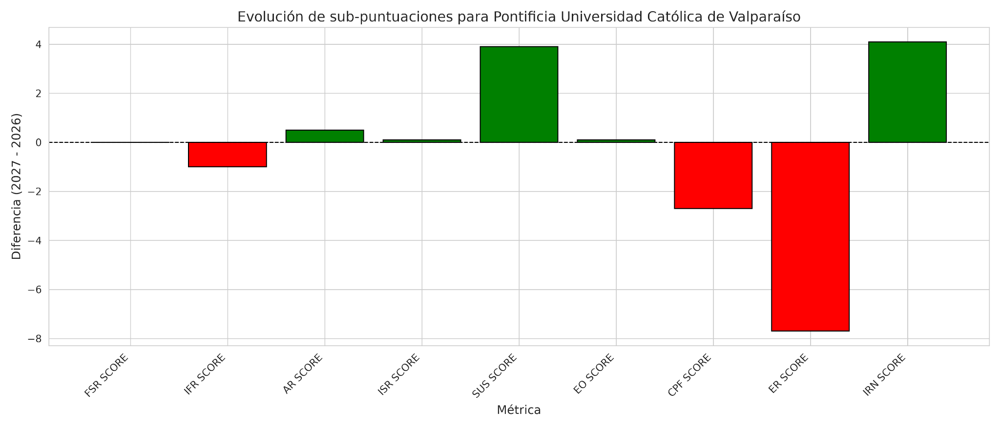 Evolución de sub-puntuaciones para Pontificia Universidad Católica de Valparaíso
Diferencia (2027 - 2026)
4
2
0
−2
−4
−6
−8
FSR SCORE
IFR SCORE
AR SCORE
ISR SCORE
SUS SCORE
EO SCORE
CPF SCORE
ER SCORE
IRN SCORE
Métrica